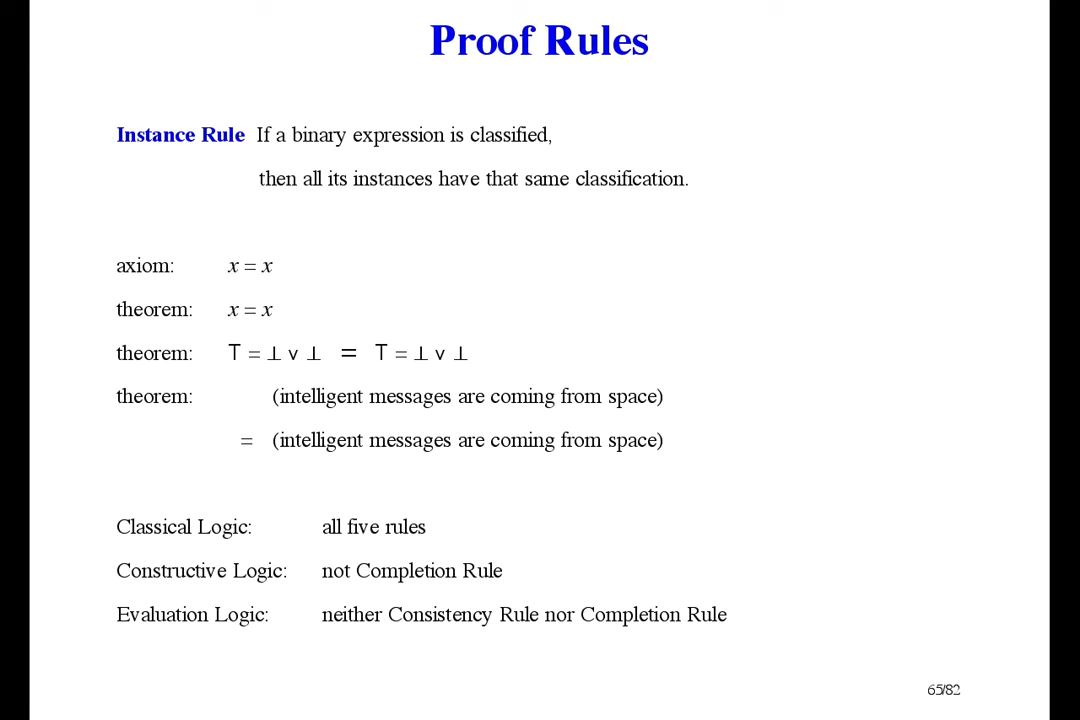 Proof Rules
Instance Rule If a binary expression is classified,
then all its instances have that same classification.
axiom: x = x
theorem: x = x
theorem: ⊤ = ⊥ ∨ ⊥ = ⊤ = ⊥ ∨ ⊥
theorem: (intelligent messages are coming from space)
= (intelligent messages are coming from space)
Classical Logic: all five rules
Constructive Logic: not Completion Rule
Evaluation Logic: neither Consistency Rule nor Completion Rule
65/82